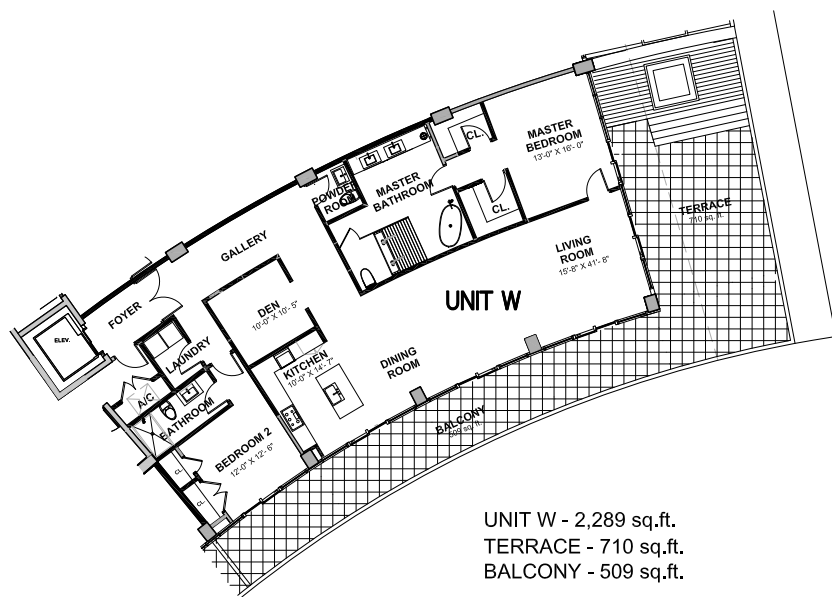 MASTER
BEDROOM
13'-0" X 16'- 0"
CL.
MASTER
BATHROOM
POWDER
ROOM
CL.
TERRACE
710 sq. ft.
GALLERY
LIVING
ROOM
15'-8" X 41'- 8"
UNIT W
DEN
10'-0" X 10'- 5"
FOYER
ELEV.
LAUNDRY
KITCHEN
10'-0" X 14'- 7"
DINING
ROOM
A/C
BATHROOM
BALCONY
509 sq. ft.
BEDROOM 2
12'-0" X 12'- 6"
CL.
CL.
UNIT W - 2,289 sq.ft.
TERRACE - 710 sq.ft.
BALCONY - 509 sq.ft.